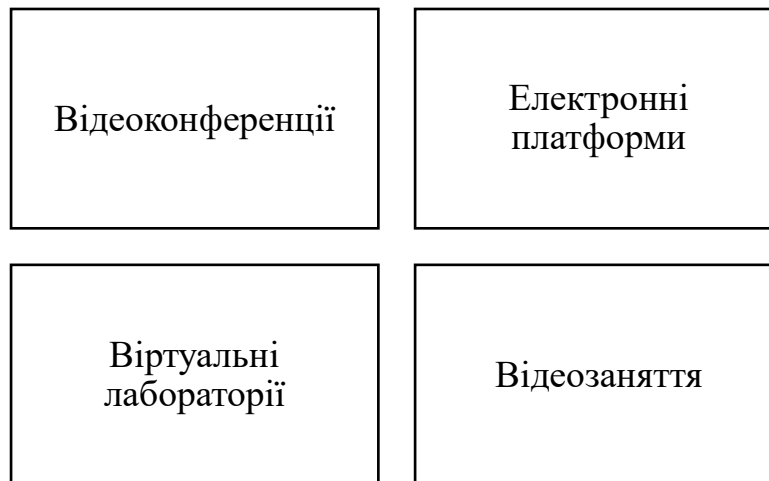 Відеоконференції
Електронні
платформи
Віртуальні
лабораторії
Відеозаняття